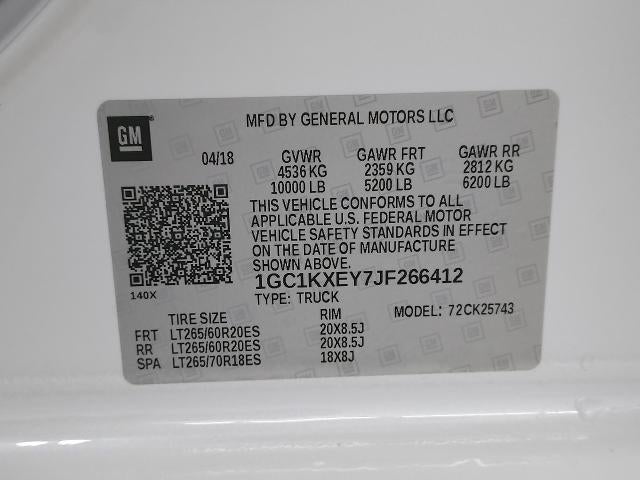 GM
MFD BY GENERAL MOTORS LLC
04/18 GVWR GAWR FRT GAWR RR
4536 KG 2359 KG 2812 KG
10000 LB 5200 LB 6200 LB
THIS VEHICLE CONFORMS TO ALL
APPLICABLE U.S. FEDERAL MOTOR
VEHICLE SAFETY STANDARDS IN EFFECT
ON THE DATE OF MANUFACTURE
SHOWN ABOVE.
1GC1KXEY7JF266412
140X
TYPE: TRUCK MODEL: 72CK25743
TIRE SIZE RIM
FRT LT265/60R20ES 20X8.5J
RR LT265/60R20ES 20X8.5J
SPA LT265/70R18ES 18X8J